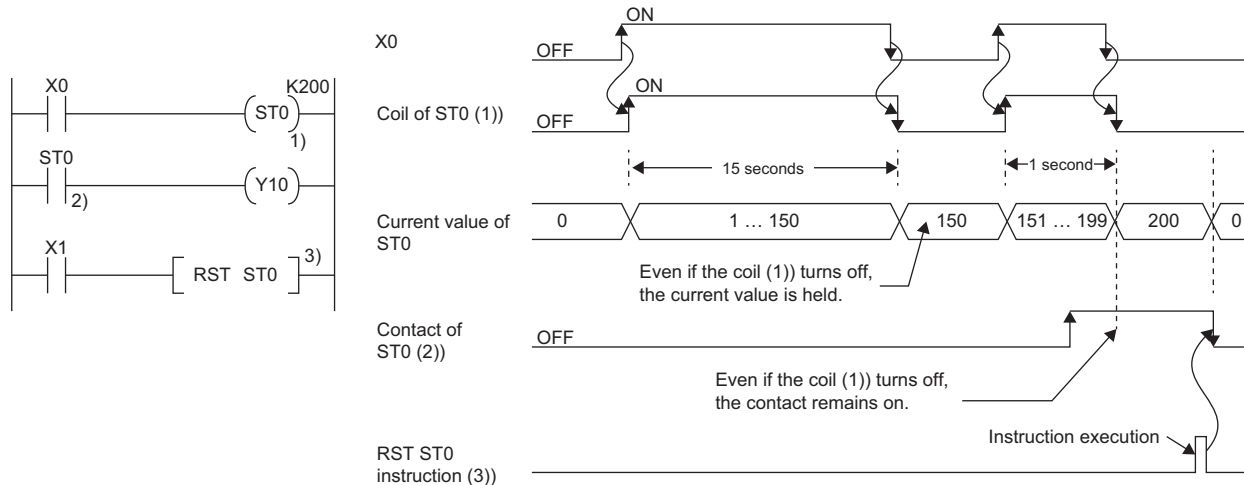 X0
K200
ST0
1)
ST0
2)
Y10
X1
RST ST0
3)
X0
OFF
ON
Coil of ST0 (1))
OFF
ON
15 seconds
1 second
Current value of
ST0
0
1 … 150
150
151 … 199
200
0
Even if the coil (1)) turns off,
the current value is held.
Contact of
ST0 (2))
OFF
Even if the coil (1)) turns off,
the contact remains on.
RST ST0
instruction (3))
Instruction execution